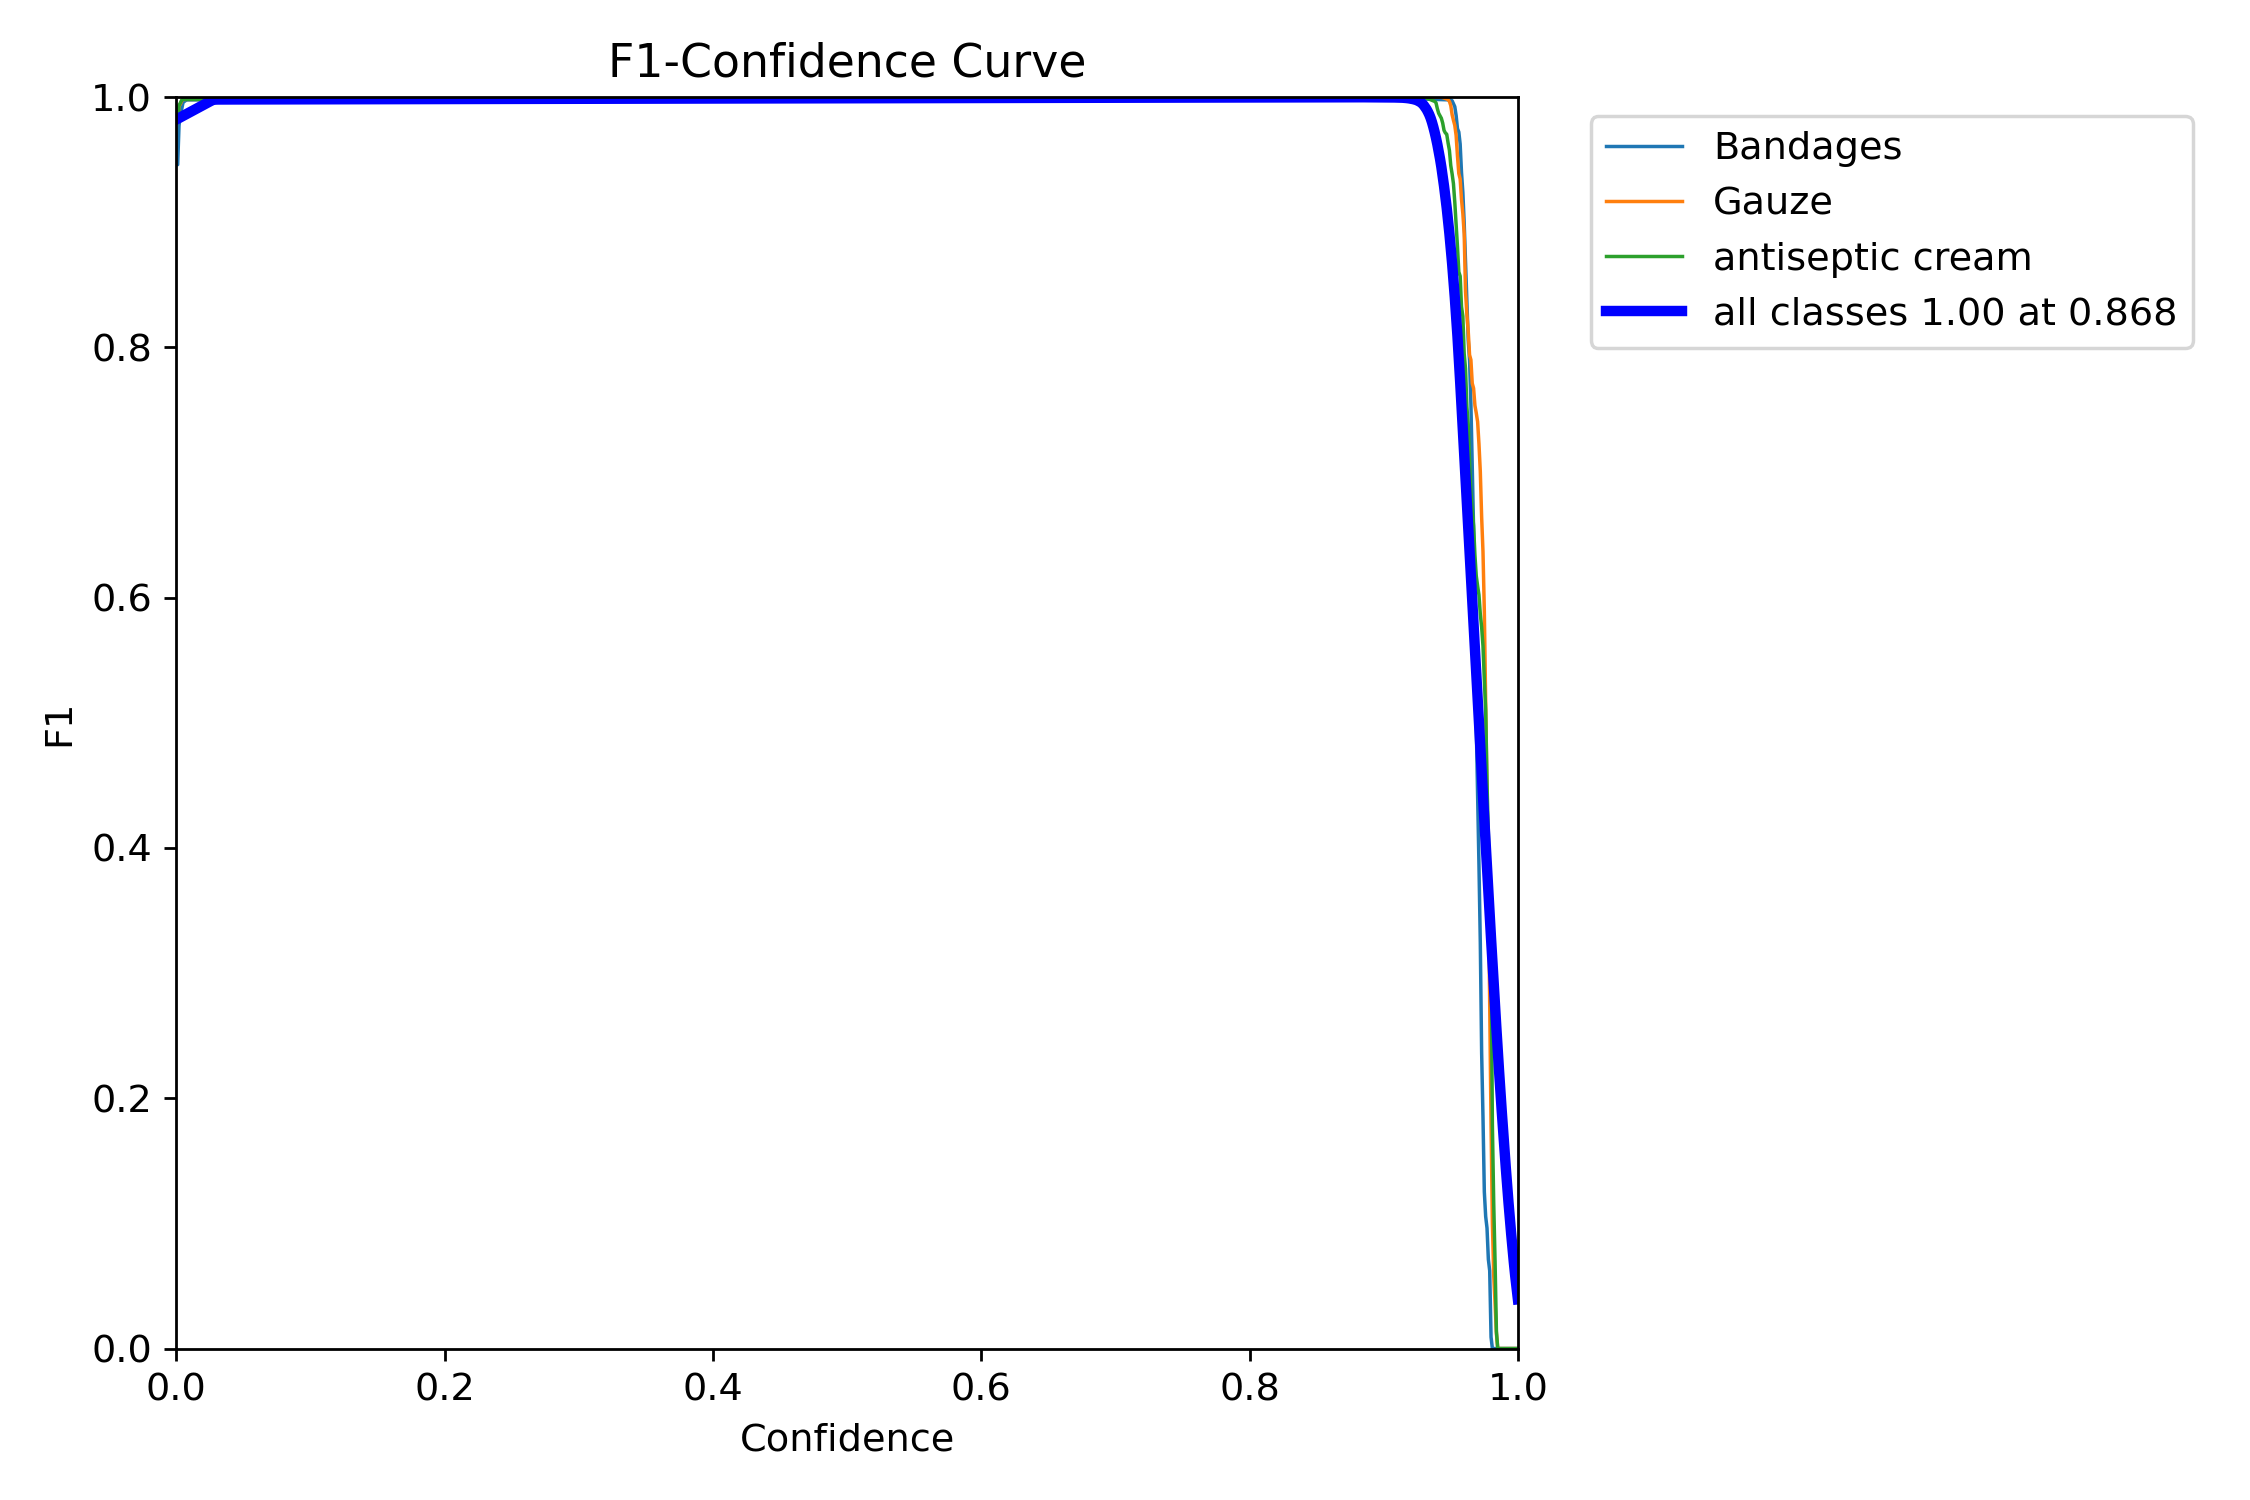 F1-Confidence Curve
1.0
0.8
0.6
0.4
0.2
0.0
F1
0.0 0.2 0.4 0.6 0.8 1.0
Confidence
Bandages
Gauze
antiseptic cream
all classes 1.00 at 0.868